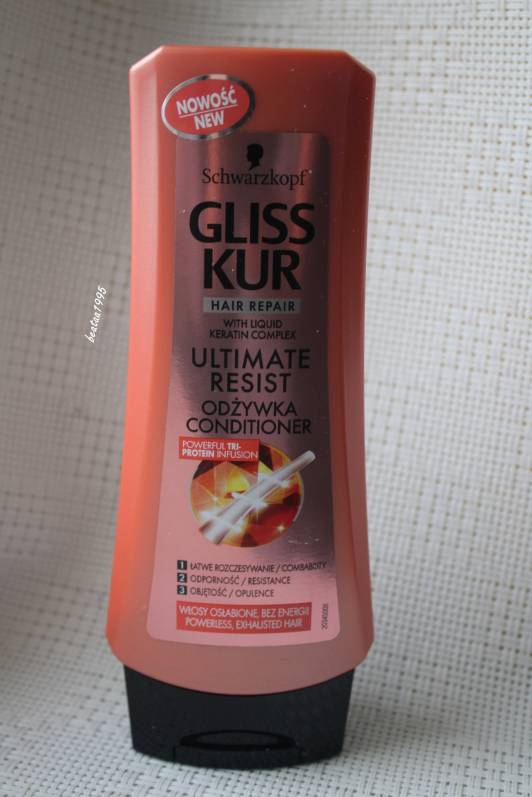 NOWOŚĆ
NEW
Schwarzkopf
GLISS
KUR
HAIR REPAIR
WITH LIQUID
KERATIN COMPLEX
ULTIMATE
RESIST
ODŻYWKA
CONDITIONER
POWERFUL TRI-
PROTEIN INFUSION
1 ŁATWE ROZCZESYWANIE / COMBABILITY
2 ODPORNOŚĆ / RESISTANCE
3 OBJĘTOŚĆ / OPULENCE
WŁOSY OSŁABIONE, BEZ ENERGII
POWERLESS, EXHAUSTED HAIR
beataa1995